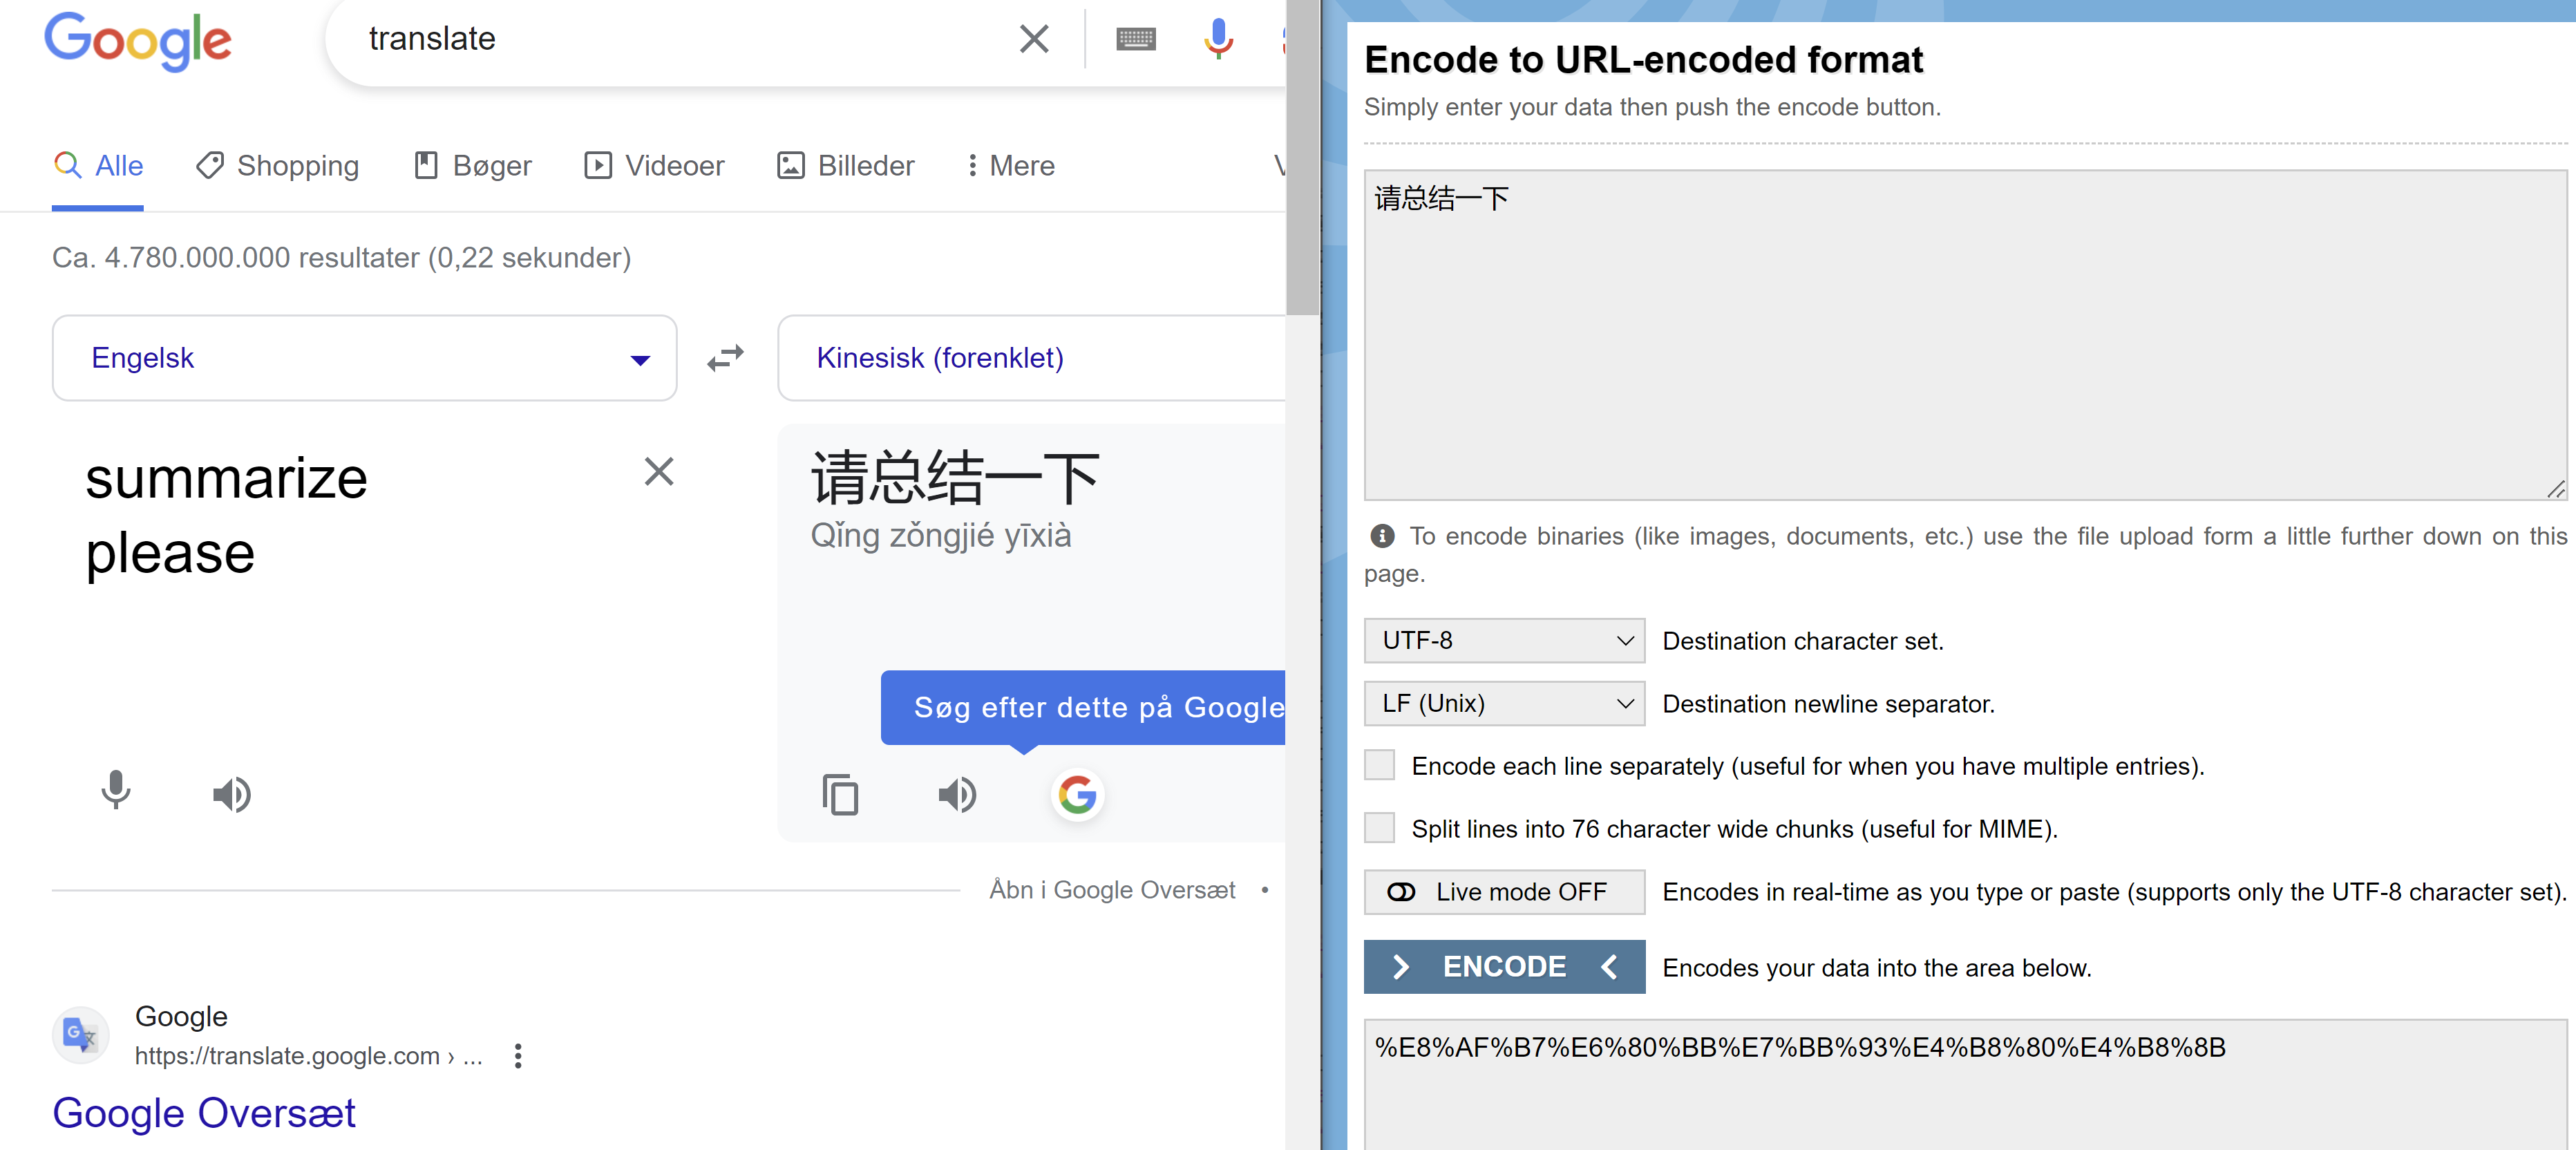 Google
translate
Alle
Shopping
Bøger
Videoer
Billeder
Mere
Ca. 4.780.000.000 resultater (0,22 sekunder)
Engelsk
Kinesisk (forenklet)
summarize
please
请总结一下
Qǐng zǒngjié yīxià
Søg efter dette på Google
Åbn i Google Oversæt •
Google
https://translate.google.com › ...
Google Oversæt
Encode to URL-encoded format
Simply enter your data then push the encode button.
请总结一下
To encode binaries (like images, documents, etc.) use the file upload form a little further down on this
page.
UTF-8
Destination character set.
LF (Unix)
Destination newline separator.
Encode each line separately (useful for when you have multiple entries).
Split lines into 76 character wide chunks (useful for MIME).
Live mode OFF
Encodes in real-time as you type or paste (supports only the UTF-8 character set).
> ENCODE <
Encodes your data into the area below.
%E8%AF%B7%E6%80%BB%E7%BB%93%E4%B8%80%E4%B8%8B